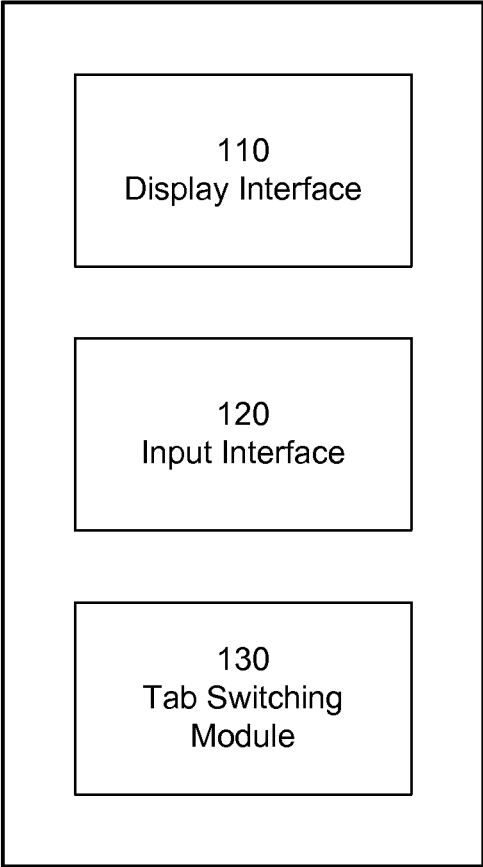 110
Display Interface
120
Input Interface
130
Tab Switching
Module